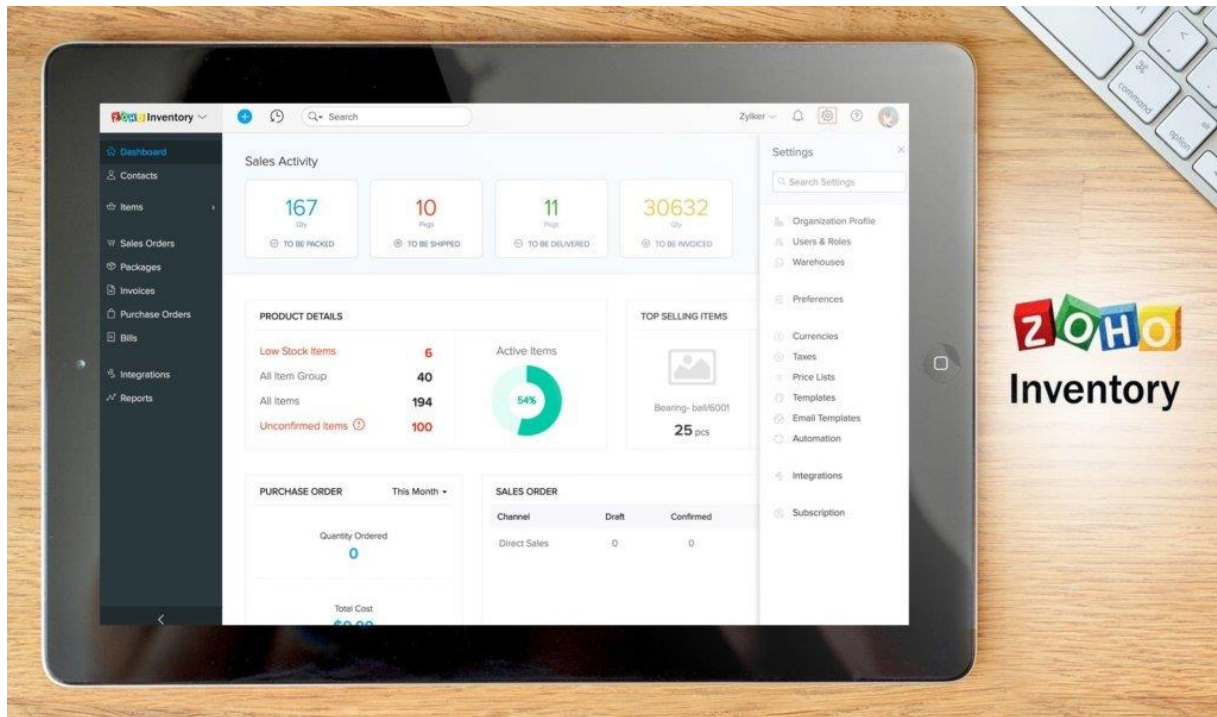 ZOHO Inventory
Search
Zylker
Dashboard
Contacts
Items
Sales Orders
Packages
Invoices
Purchase Orders
Bills
Integrations
Reports
Sales Activity
167
Qty
TO BE PACKED
10
Pkgs
TO BE SHIPPED
11
Pkgs
TO BE DELIVERED
30632
Qty
TO BE INVOICED
PRODUCT DETAILS
Low Stock Items 6
All Item Group 40
All Items 194
Unconfirmed Items 100
Active Items
54%
TOP SELLING ITEMS
Bearing- ball/6001
25 pcs
PURCHASE ORDER This Month
Quantity Ordered
0
Total Cost
$0.00
SALES ORDER
Channel Draft Confirmed
Direct Sales 0 0
Settings
Search Settings
Organization Profile
Users & Roles
Warehouses
Preferences
Currencies
Taxes
Price Lists
Templates
Email Templates
Automation
Integrations
Subscription
ZOHO
Inventory
command
alt
option